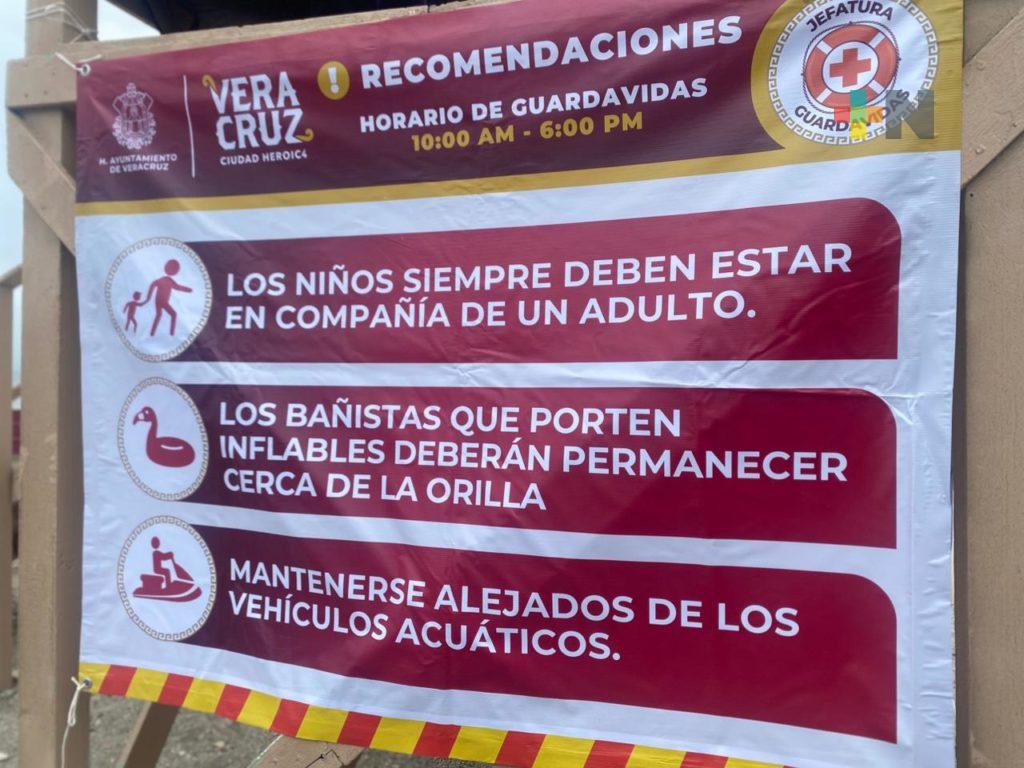 H. AYUNTAMIENTO
DE VERACRUZ
VERA
CRUZ
CIUDAD HEROIC4
! RECOMENDACIONES
HORARIO DE GUARDAVIDAS
10:00 AM - 6:00 PM
JEFATURA
GUARDAVIDAS
N
LOS NIÑOS SIEMPRE DEBEN ESTAR
EN COMPAÑÍA DE UN ADULTO.
LOS BAÑISTAS QUE PORTEN
INFLABLES DEBERÁN PERMANECER
CERCA DE LA ORILLA
MANTENERSE ALEJADOS DE LOS
VEHÍCULOS ACUÁTICOS.